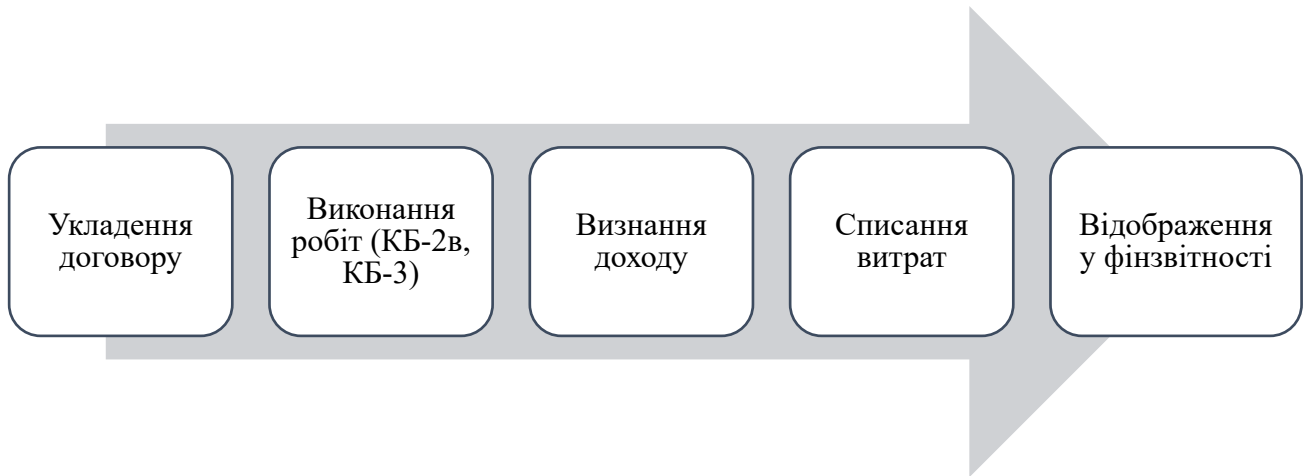 Укладення
договору
Виконання
робіт (КБ-2в,
КБ-3)
Визнання
доходу
Списання
витрат
Відображення
у фінзвітності